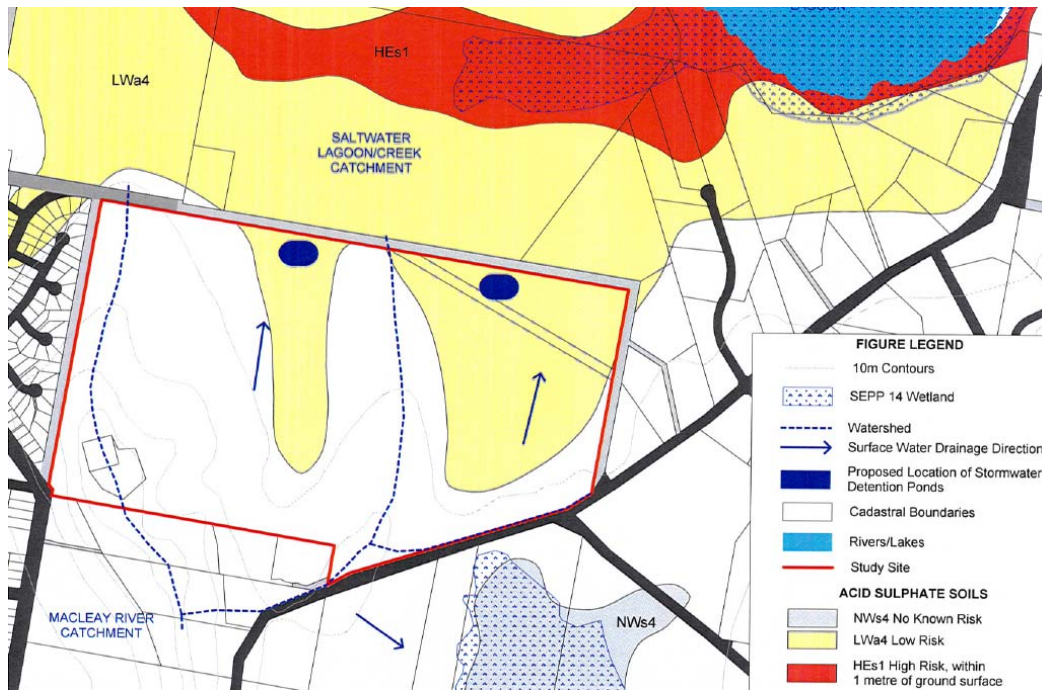 LAGOON
HEs1
LWa4
SALTWATER
LAGOON/CREEK
CATCHMENT
FIGURE LEGEND
10m Contours
SEPP 14 Wetland
Watershed
Surface Water Drainage Direction
Proposed Location of Stormwater
Detention Ponds
Cadastral Boundaries
Rivers/Lakes
Study Site
ACID SULPHATE SOILS
NWs4 No Known Risk
LWa4 Low Risk
HEs1 High Risk, within
1 metre of ground surface
NWs4
MACLEAY RIVER
CATCHMENT